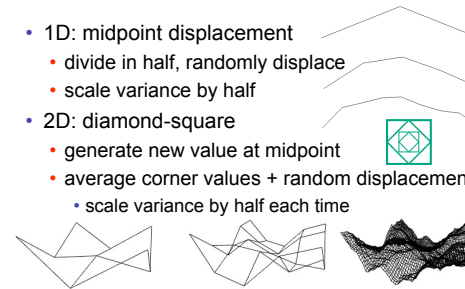 • 1D: midpoint displacement
• divide in half, randomly displace
• scale variance by half
• 2D: diamond-square
• generate new value at midpoint
• average corner values + random displacemen
• scale variance by half each time